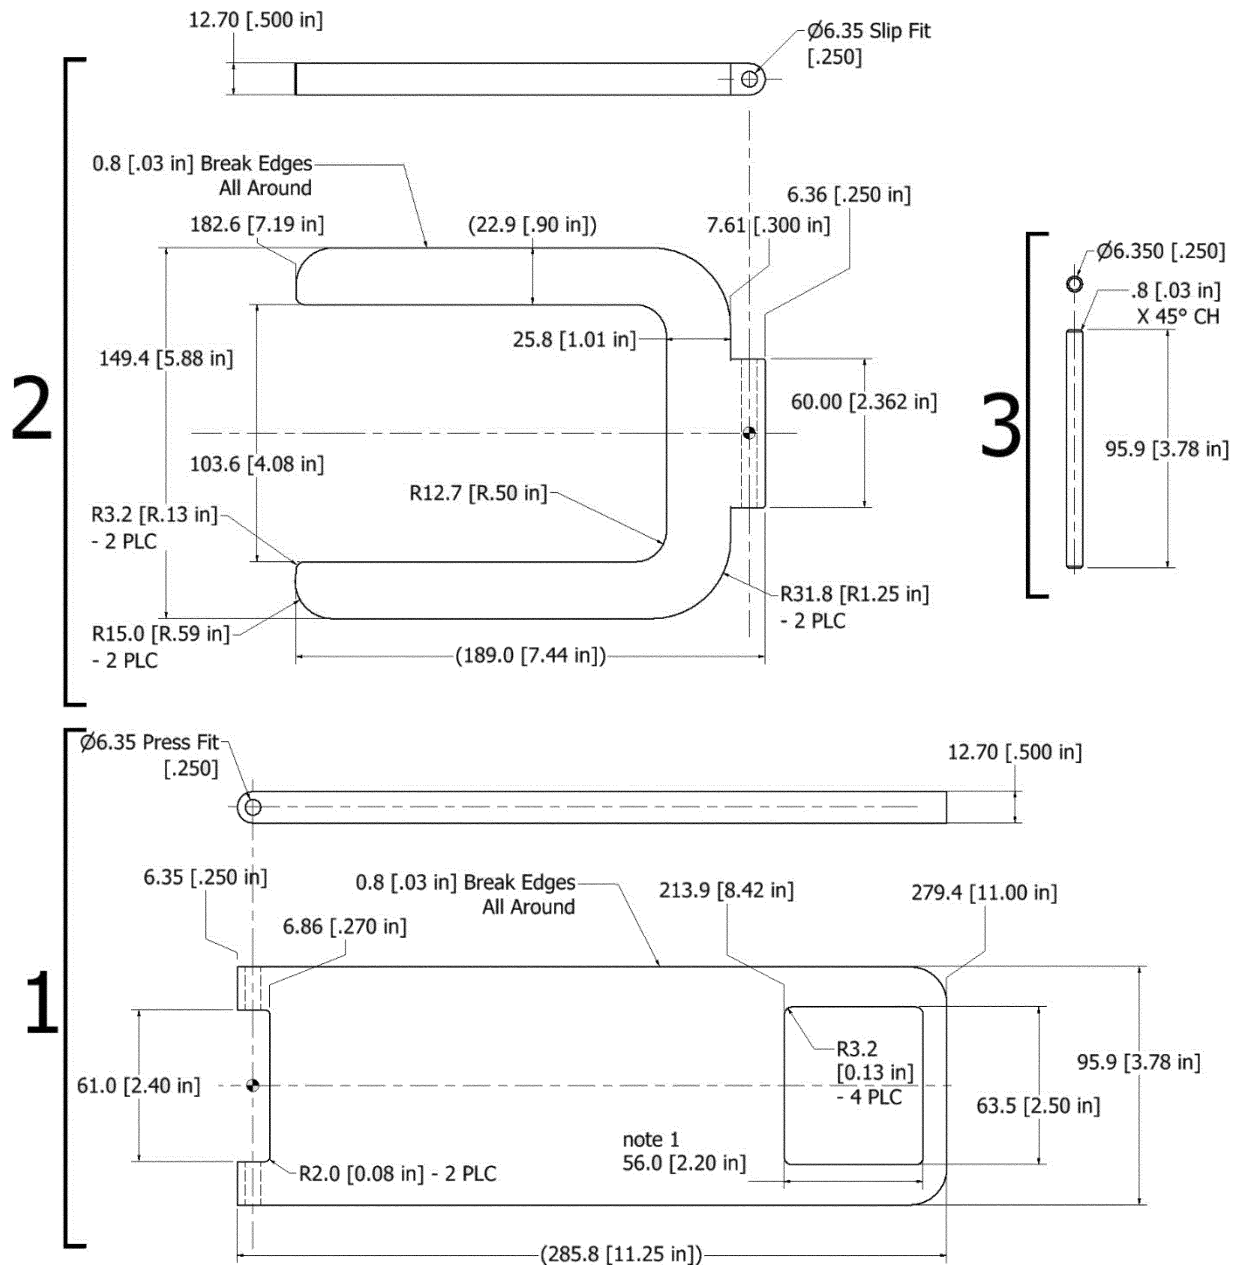 12.70 [.500 in]
Ø6.35 Slip Fit
[.250]
0.8 [.03 in] Break Edges
All Around
182.6 [7.19 in]
(22.9 [.90 in])
7.61 [.300 in]
6.36 [.250 in]
149.4 [5.88 in]
25.8 [1.01 in]
2
60.00 [2.362 in]
103.6 [4.08 in]
R12.7 [R.50 in]
R3.2 [R.13 in]
- 2 PLC
R15.0 [R.59 in]
- 2 PLC
R31.8 [R1.25 in]
- 2 PLC
(189.0 [7.44 in])
3
Ø6.350 [.250]
.8 [.03 in]
X 45° CH
95.9 [3.78 in]
1
Ø6.35 Press Fit
[.250]
12.70 [.500 in]
6.35 [.250 in]
6.86 [.270 in]
0.8 [.03 in] Break Edges
All Around
213.9 [8.42 in]
279.4 [11.00 in]
61.0 [2.40 in]
R3.2
[0.13 in]
- 4 PLC
95.9 [3.78 in]
63.5 [2.50 in]
note 1
56.0 [2.20 in]
R2.0 [0.08 in] - 2 PLC
(285.8 [11.25 in])